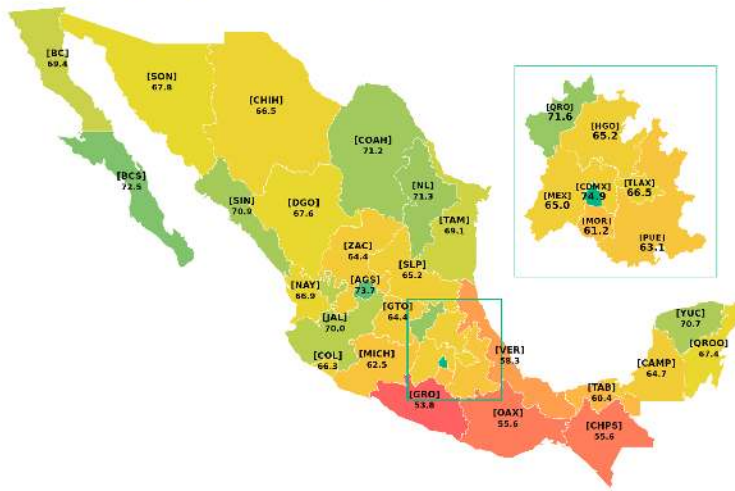 [BC]
69.4
[SON]
67.8
[CHIH]
66.5
[COAH]
71.2
[BCS]
72.5
[SIN]
70.9
[DGO]
67.6
[NL]
71.3
[TAM]
69.1
[ZAC]
64.4
[SLP]
65.2
[NAY]
66.9
[AGS]
73.7
[JAL]
70.0
[GTO]
64.4
[COL]
66.3
[MICH]
62.5
[VER]
58.3
[GRO]
53.8
[OAX]
55.6
[CHPS]
55.6
[TAB]
60.4
[CAMP]
64.7
[YUC]
70.7
[QROO]
67.4
[QRO]
71.6
[HGO]
65.2
[MEX]
65.0
[CDMX]
74.9
[TLAX]
66.5
[MOR]
61.2
[PUE]
63.1